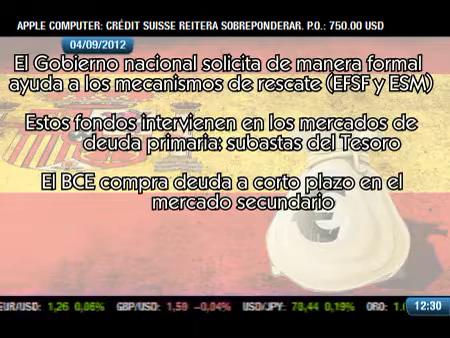 APPLE COMPUTER: CRÉDIT SUISSE REITERA SOBREPONDERAR. P.O.: 750.00 USD
04/09/2012
El Gobierno nacional solicita de manera formal
ayuda a los mecanismos de rescate (EFSF y ESM)
Estos fondos intervienen en los mercados de
deuda primaria: subastas del Tesoro
El BCE compra deuda a corto plazo en el
mercado secundario
EUR/USD: 1,26 0,06% GBP/USD: 1,59 -0,04% USD/JPY: 78,44 0,19% ORO:
12:30